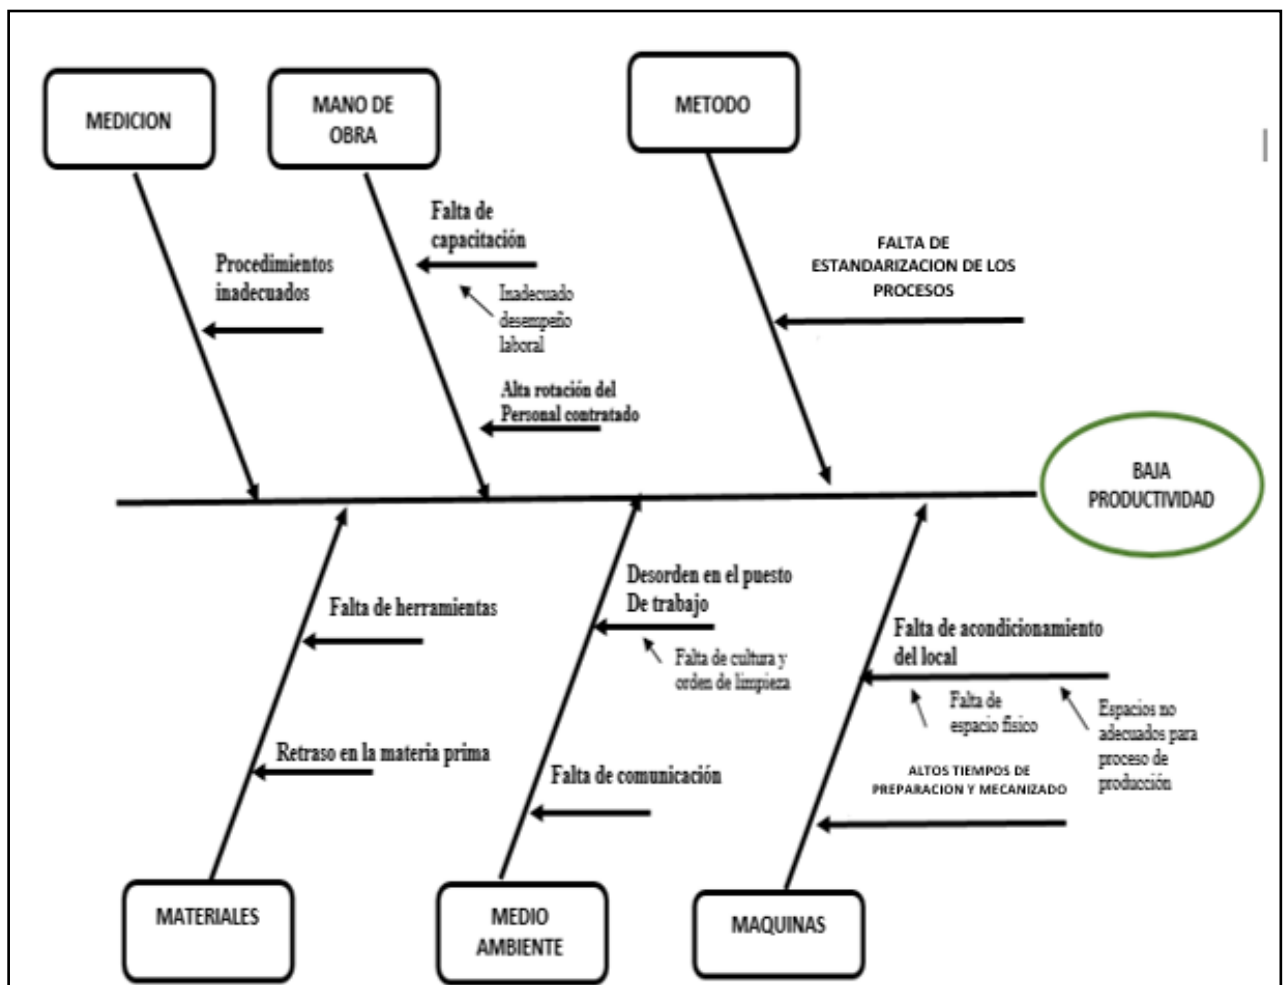 MEDICION
MANO DE
OBRA
METODO
Procedimientos
inadecuados
Falta de
capacitación
Inadecuado
desempeño
laboral
Alta rotación del
Personal contratado
FALTA DE
ESTANDARIZACION DE LOS
PROCESOS
BAJA
PRODUCTIVIDAD
Falta de herramientas
Retraso en la materia prima
Desorden en el puesto
De trabajo
Falta de cultura y
orden de limpieza
Falta de comunicación
Falta de acondicionamiento
del local
Falta de
espacio físico
Espacios no
adecuados para
proceso de
producción
ALTOS TIEMPOS DE
PREPARACION Y MECANIZADO
MATERIALES
MEDIO
AMBIENTE
MAQUINAS